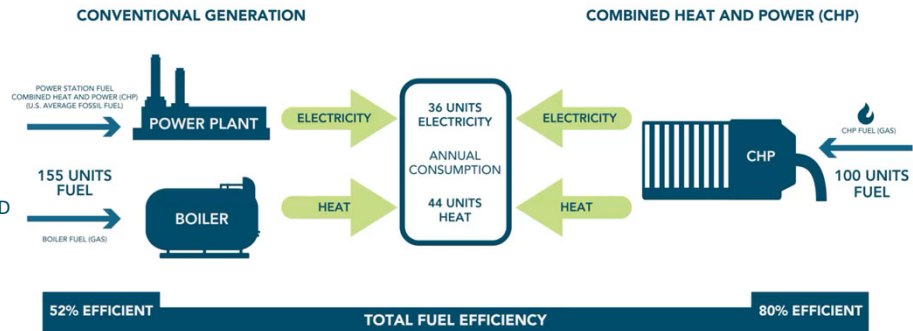 CONVENTIONAL GENERATION
COMBINED HEAT AND POWER (CHP)
POWER STATION FUEL
COMBINED HEAT AND POWER (CHP)
(U.S. AVERAGE FOSSIL FUEL)
POWER PLANT
ELECTRICITY
36 UNITS
ELECTRICITY
ANNUAL
CONSUMPTION
44 UNITS
HEAT
ELECTRICITY
CHP
CHP FUEL (GAS)
100 UNITS
FUEL
155 UNITS
FUEL
D
BOILER
HEAT
HEAT
BOILER FUEL (GAS)
52% EFFICIENT
TOTAL FUEL EFFICIENCY
80% EFFICIENT